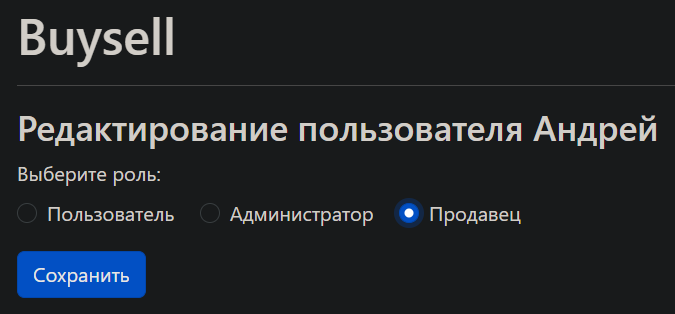 Buysell
Редактирование пользователя Андрей
Выберите роль:
Пользователь Администратор Продавец
Сохранить